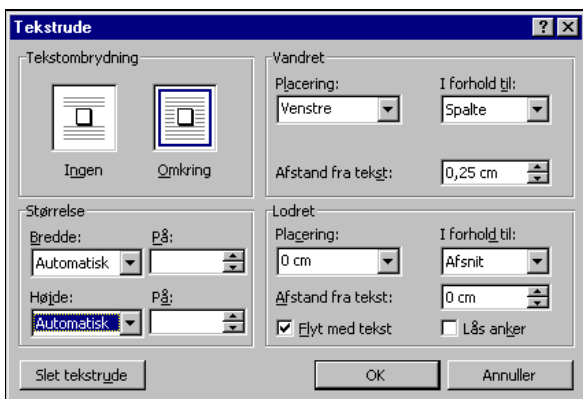 Tekstrude
Tekstombrydning
Ingen Omkring
Vandret
Placering: I forhold til:
Venstre Spalte
Afstand fra tekst: 0,25 cm
Størrelse
Bredde: På:
Automatisk
Højde: På:
Automatisk
Lodret
Placering: I forhold til:
0 cm Afsnit
Afstand fra tekst: 0 cm
Flyt med tekst Lås anker
Slet tekstrude OK Annuller